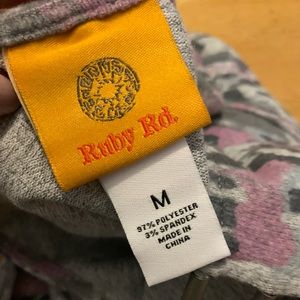 Ruby Rd.
M
97% POLYESTER
3% SPANDEX
MADE IN
CHINA